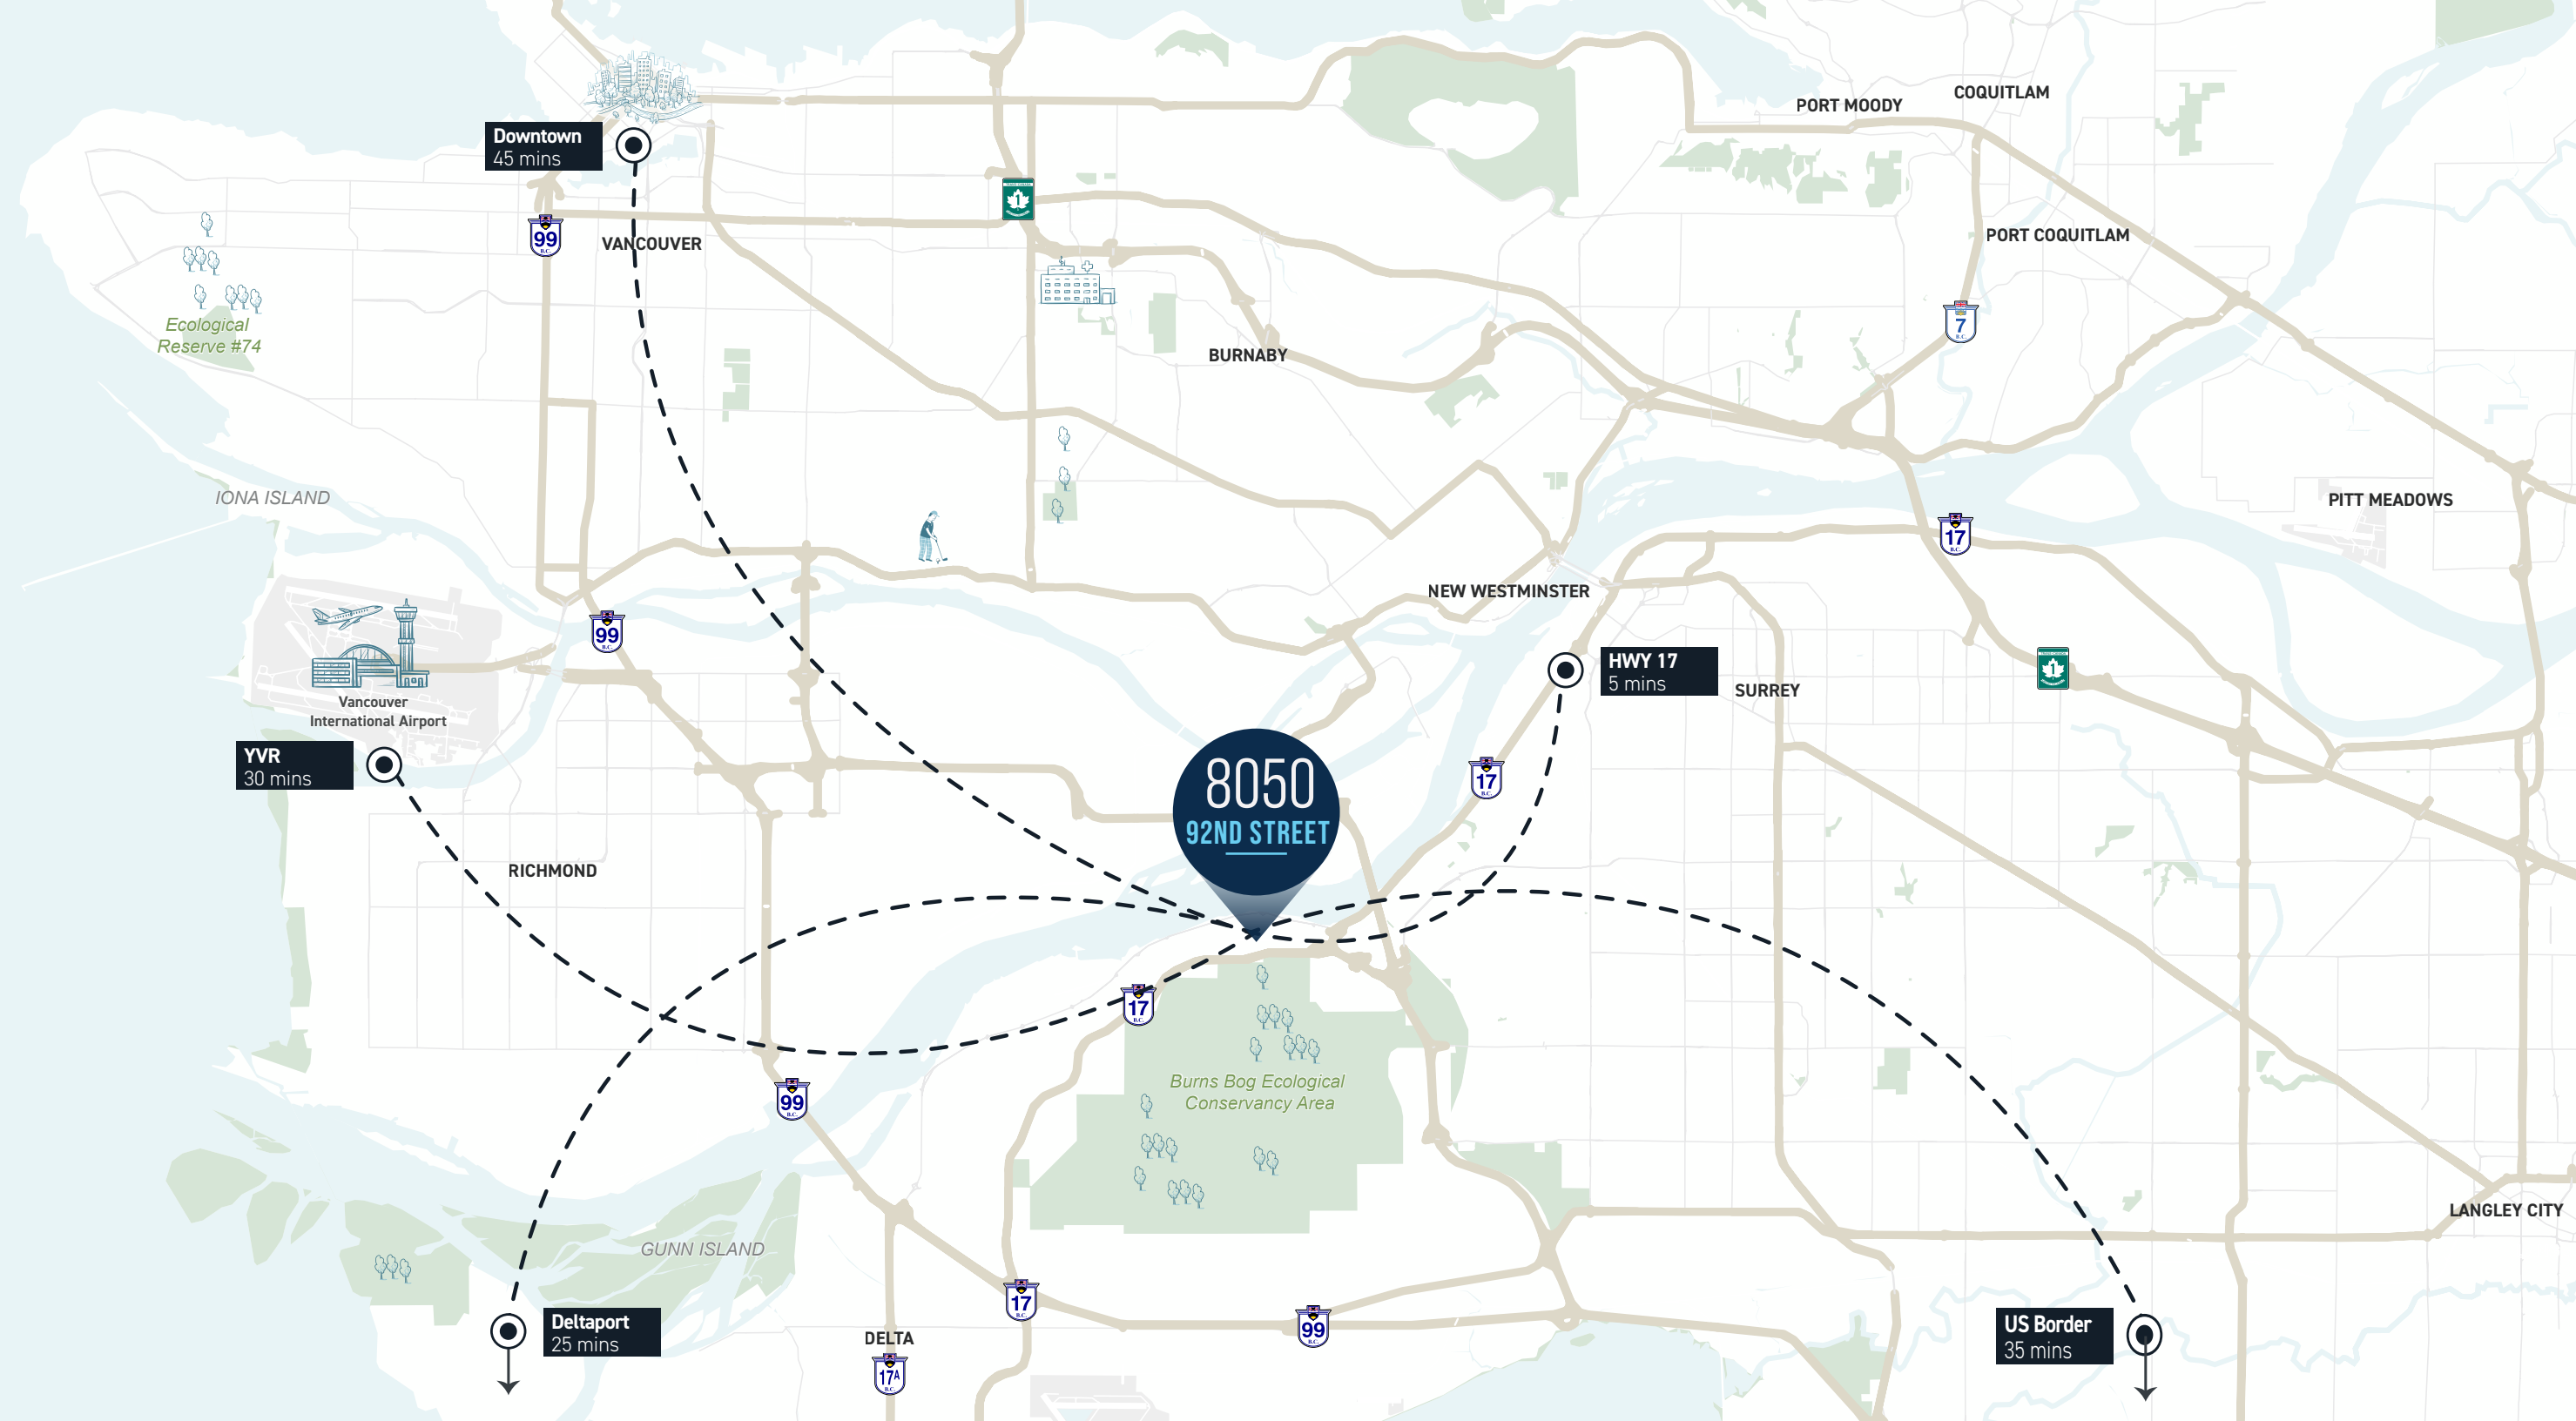 COQUITLAM
PORT MOODY
Downtown
45 mins
1
99
B.C.
VANCOUVER
PORT COQUITLAM
Ecological
Reserve #74
7
B.C.
BURNABY
IONA ISLAND
PITT MEADOWS
17
B.C.
NEW WESTMINSTER
99
B.C.
HWY 17
5 mins
SURREY
1
Vancouver
International Airport
YVR
30 mins
8050
92ND STREET
17
B.C.
RICHMOND
17
B.C.
Burns Bog Ecological
Conservancy Area
99
B.C.
LANGLEY CITY
GUNN ISLAND
17
B.C.
99
B.C.
Deltaport
25 mins
DELTA
17A
B.C.
US Border
35 mins